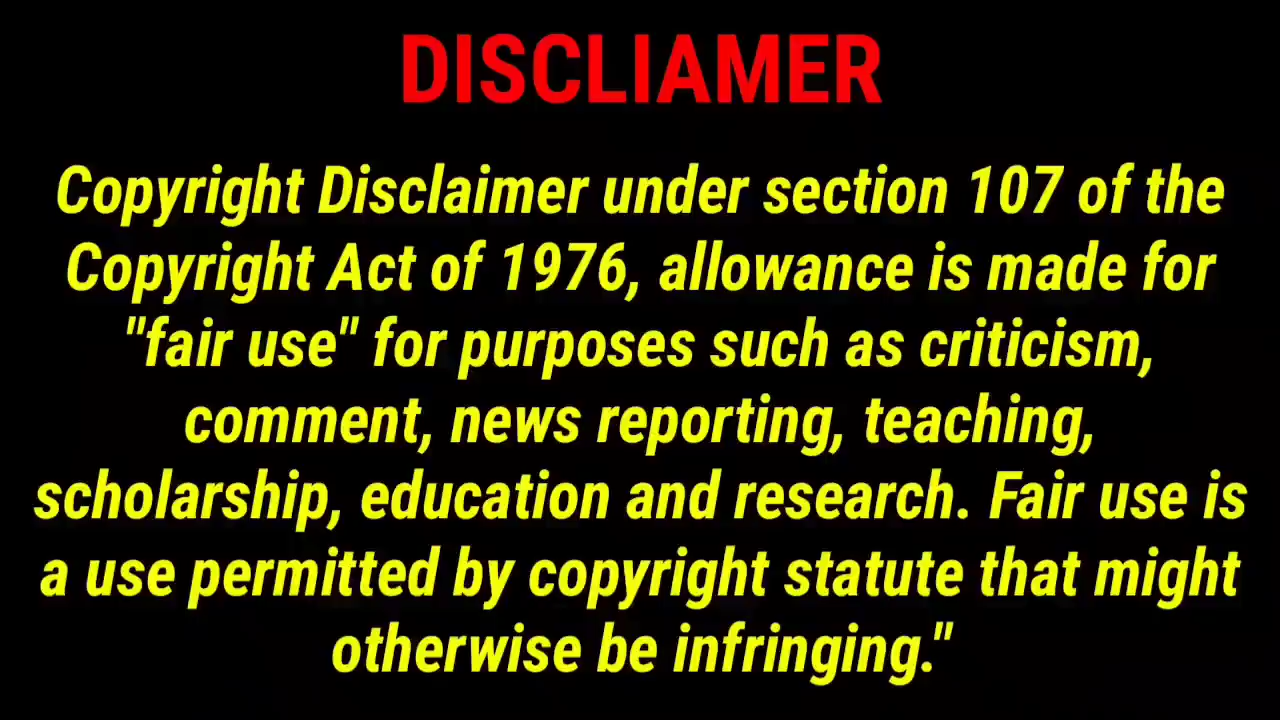 DISCLIAMER
Copyright Disclaimer under section 107 of the
Copyright Act of 1976, allowance is made for
"fair use" for purposes such as criticism,
comment, news reporting, teaching,
scholarship, education and research. Fair use is
a use permitted by copyright statute that might
otherwise be infringing."